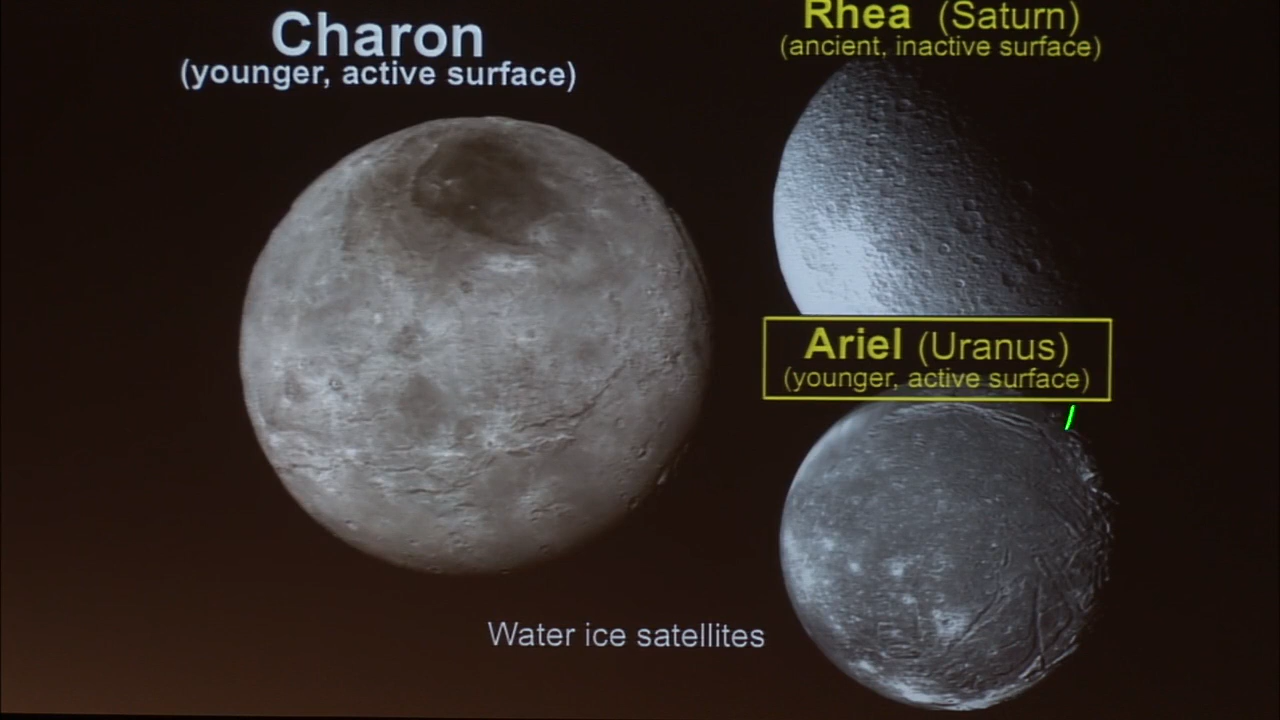 Charon
(younger, active surface)
Rhea (Saturn)
(ancient, inactive surface)
Ariel (Uranus)
(younger, active surface)
Water ice satellites